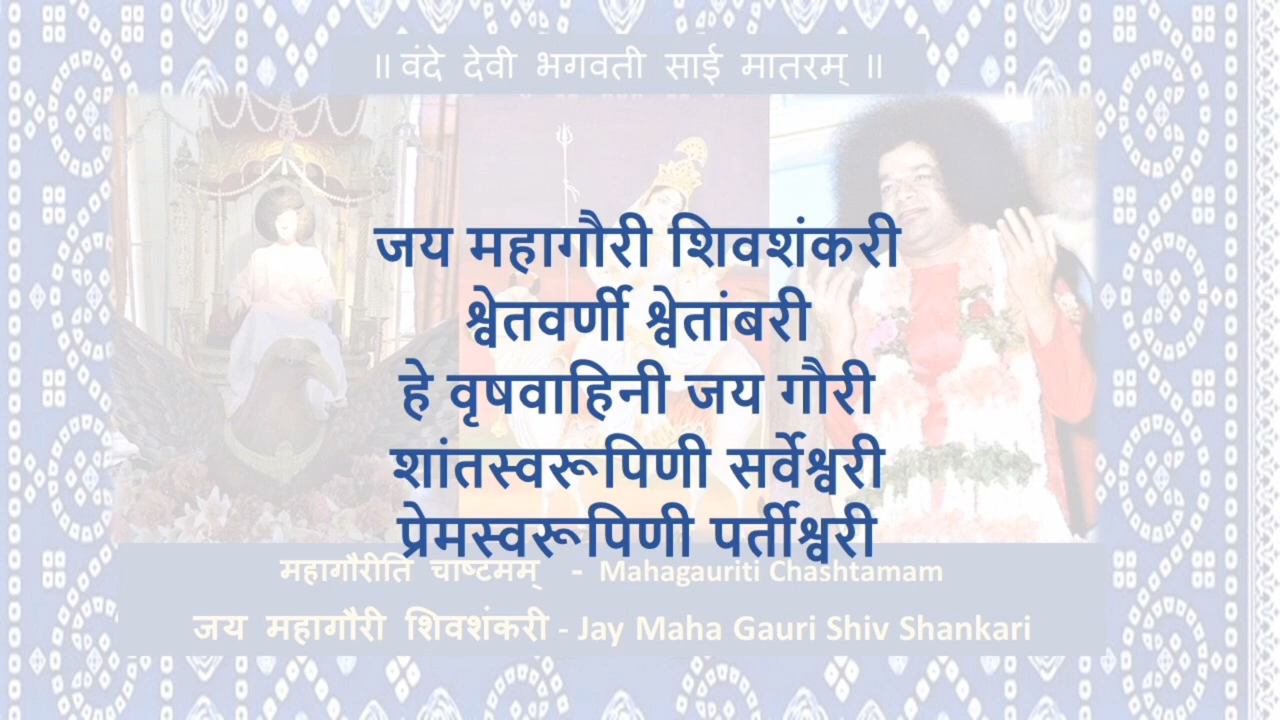 ॥ वंदे देवी भगवती साई मातरम् ॥
जय महागौरी शिवशंकरी
श्वेतवर्णी श्वेतांबरी
हे वृषवाहिनी जय गौरी
शांतस्वरूपिणी सर्वेश्वरी
प्रेमस्वरूपिणी पर्तीश्वरी
महागौरीति चाष्टमम् - Mahagauriti Chashtamam
जय महागौरी शिवशंकरी - Jay Maha Gauri Shiv Shankari